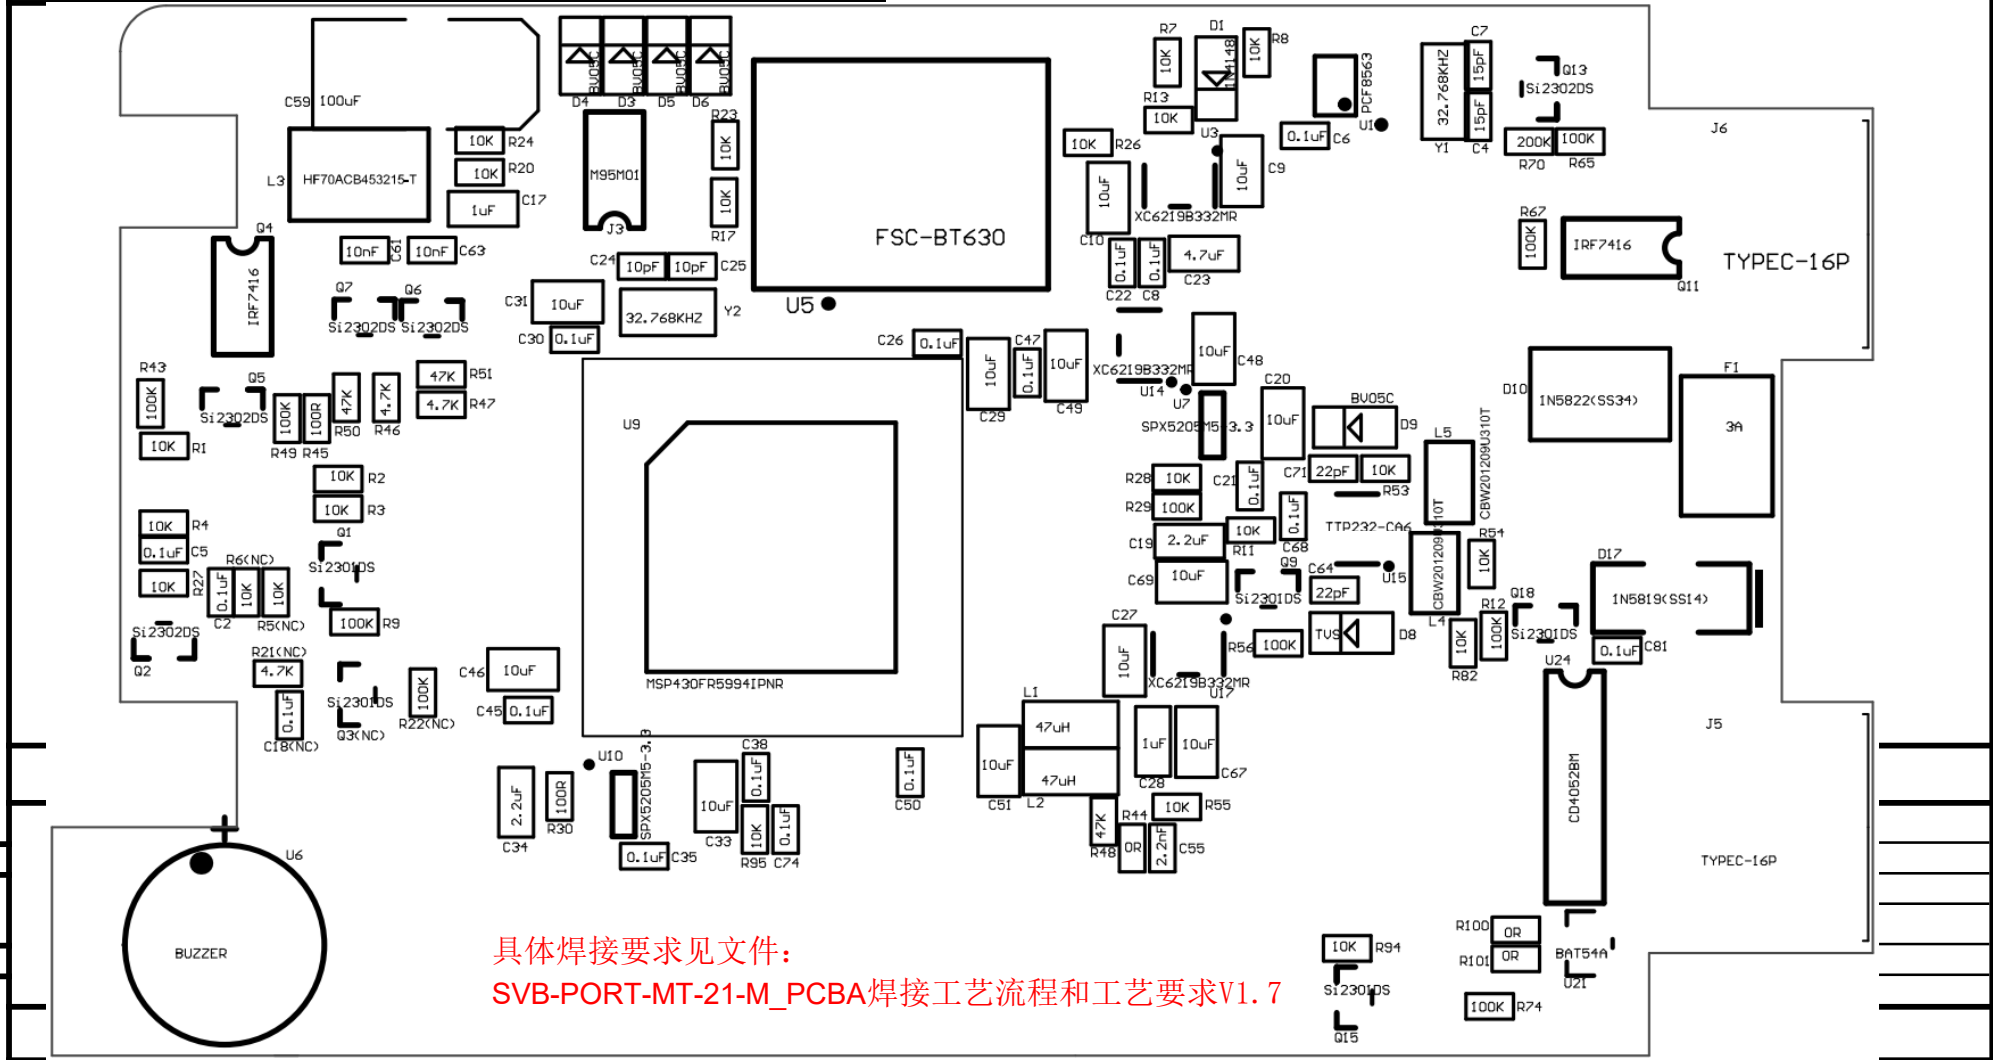 C59 100uF
BV05C BV05C BV05C BV05C
D4 D3 D5 D6
R7 10K
D1 1N4148
R8 10K
R13 10K
PCF8563
U1
0.1uF C6
32.768KHZ
Y1
C7 15pF
15pF C4
Q13
Si2302DS
200K 100K
R70 R65
J6
TYPEC-16P
L3 HF70ACB453215-T
10K R24
10K R20
1uF C17
M95M01
J3
R23 10K
10K R17
FSC-BT630
U5
10K R26
U3
XC6219B332MR
10uF C9
10uF C10
0.1uF 0.1uF
C22 C8
4.7uF
C23
R67 100K
IRF7416
Q11
Q4
IRF7416
10nF C61
10nF C63
Q7 Q6
Si2302DS Si2302DS
C24 10pF 10pF C25
32.768KHZ Y2
C31 10uF
C30 0.1uF
C26 0.1uF
10uF C29
C47 0.1uF
10uF C49
XC6219B332MR
U14
10uF C48
U7
SPX5205M5-3.3
C20 10uF
BV05C
D9
D10 1N5822(SS34)
F1
3A
R43 100K
10K R1
Q5
Si2302DS
100K 100R
R49 R45
47K R50
4.7K R46
47K R51
4.7K R47
10K R2
10K R3
U9
MSP430FR5994IPNR
R28 10K
R29 100K
C19 2.2uF
C69 10uF
C21 0.1uF
10K R11
0.1uF C68
C71 22pF
10K R53
L5
CBW201209U310T
TTP232-CA6
U15
CBW201209U310T
L4
R54 10K
10K R4
0.1uF C5
10K R27
R6(NC)
0.1uF 10K 10K
C2 R5(NC)
Q1
Si2301DS
100K R9
Si2302DS
Q2
R21(NC)
4.7K
0.1uF
C18(NC)
Si2301DS
Q3(NC)
100K
R22(NC)
C46 10uF
C45 0.1uF
Q9
Si2301DS
C64
22pF
TVS D8
R56 100K
C27
10uF
XC6219B332MR
U17
10K R82
R12 100K
Q18
Si2301DS
D17
1N5819(SS14)
0.1uF C81
U24
CD4052BM
J5
TYPEC-16P
U10
SPX5205M5-3.3
2.2uF C34
100R R30
10uF C33
C38 0.1uF
10K 0.1uF
R95 C74
0.1uF C35
0.1uF C50
10uF C51
L1
47uH
47uH
L2
1uF C28
10uF C67
10K R55
47K R48
R44 0R
2.2nF C55
U6
BUZZER
具体焊接要求见文件：
SVB-PORT-MT-21-M_PCBA焊接工艺流程和工艺要求V1.7
10K R94
Si2301DS
Q15
R100 0R
R101 0R
BAT54A
U21
100K R74